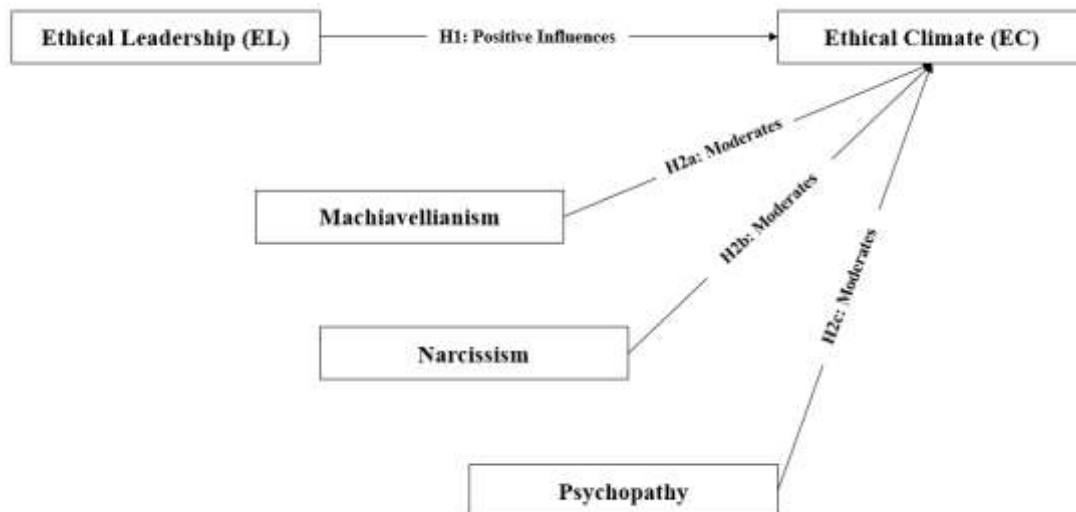 Ethical Leadership (EL)
H1: Positive Influences
Ethical Climate (EC)
H2a: Moderates
Machiavellianism
H2b: Moderates
Narcissism
H2c: Moderates
Psychopathy